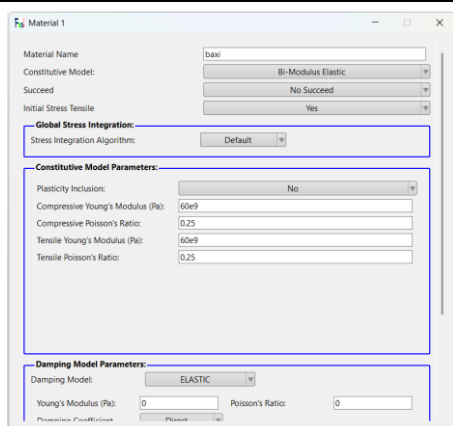 Material 1
Material Name baxi
Constitutive Model: Bi-Modulus Elastic
Succeed No Succeed
Initial Stress Tensile Yes
Global Stress Integration:
Stress Integration Algorithm: Default
Constitutive Model Parameters:
Plasticity Inclusion: No
Compressive Young's Modulus (Pa): 60e9
Compressive Poisson's Ratio: 0.25
Tensile Young's Modulus (Pa): 60e9
Tensile Poisson's Ratio: 0.25
Damping Model Parameters:
Damping Model: ELASTIC
Young's Modulus (Pa): 0 Poisson's Ratio: 0
Damping Coefficient Direct